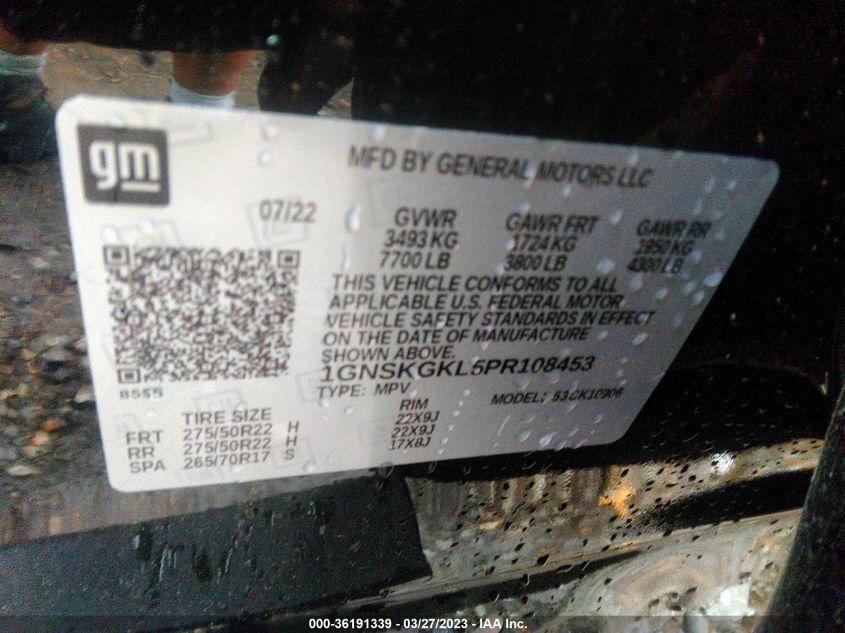 gm
MFD BY GENERAL MOTORS LLC
07/22 GVWR GAWR FRT GAWR RR
3493 KG 1724 KG 1950 KG
7700 LB 3800 LB 4300 LB
THIS VEHICLE CONFORMS TO ALL
APPLICABLE U.S. FEDERAL MOTOR
VEHICLE SAFETY STANDARDS IN EFFECT
ON THE DATE OF MANUFACTURE
SHOWN ABOVE.
1GNSKGKL5PR108453
8555 TYPE: MPV MODEL: 53CK10906
TIRE SIZE RIM
FRT 275/50R22 H 22X9J
RR 275/50R22 H 22X9J
SPA 265/70R17 S 17X8J
000-36191339 - 03/27/2023 - © IAA Inc.